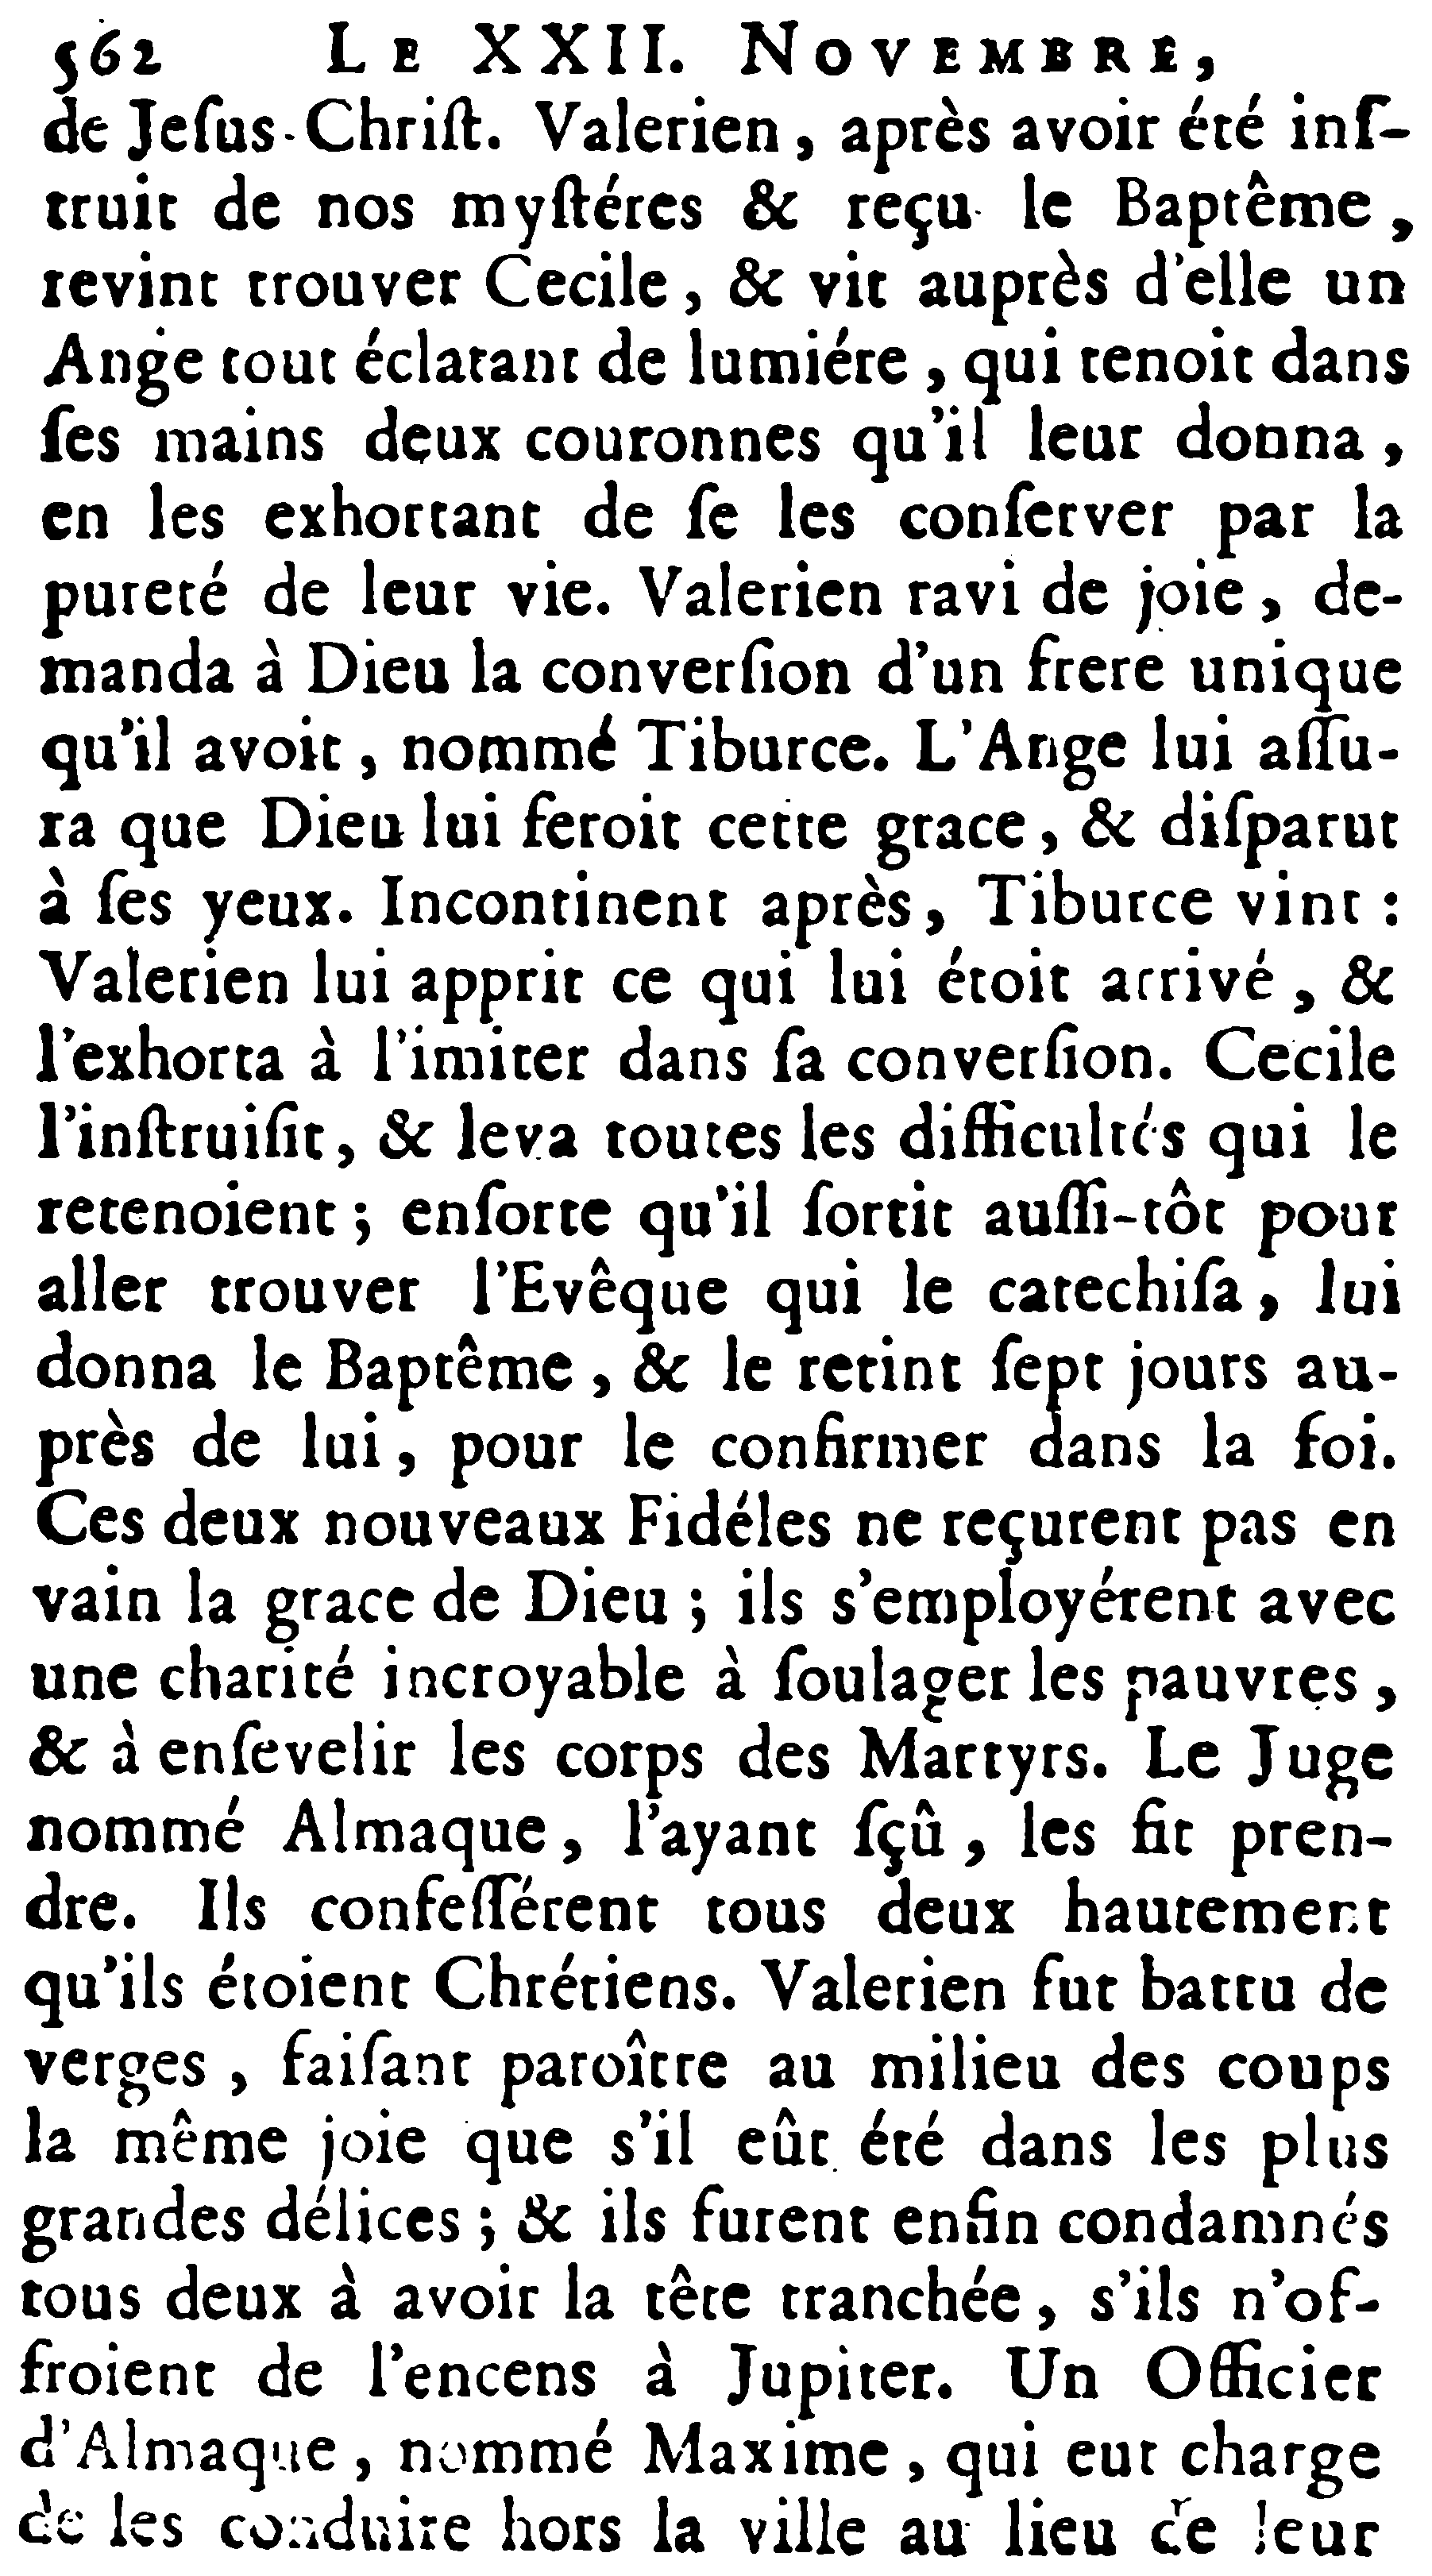 562 LE XXII. NOVEMBRE,
de Jeſus-Chriſt. Valerien, après avoir été inſ-
truit de nos myſtéres & reçu le Baptême,
revint trouver Cecile, & vit auprès d'elle un
Ange tout éclatant de lumiére, qui tenoit dans
ſes mains deux couronnes qu'il leur donna,
en les exhortant de ſe les conſerver par la
pureté de leur vie. Valerien ravi de joie, de-
manda à Dieu la converſion d'un frere unique
qu'il avoit, nommé Tiburce. L'Ange lui aſſu-
ra que Dieu lui feroit cette grace, & diſparut
à ſes yeux. Incontinent après, Tiburce vint :
Valerien lui apprit ce qui lui étoit arrivé, &
l'exhorta à l'imiter dans ſa converſion. Cecile
l'inſtruiſit, & leva toutes les difficultés qui le
retenoient ; enſorte qu'il ſortit auſſi-tôt pour
aller trouver l'Evêque qui le catechiſa, lui
donna le Baptême, & le retint ſept jours au-
près de lui, pour le confirmer dans la foi.
Ces deux nouveaux Fidéles ne reçurent pas en
vain la grace de Dieu ; ils s'employérent avec
une charité incroyable à ſoulager les pauvres,
& à enſevelir les corps des Martyrs. Le Juge
nommé Almaque, l'ayant ſçû, les fit pren-
dre. Ils confeſſérent tous deux hautement
qu'ils étoient Chrétiens. Valerien fut battu de
verges, faiſant paroître au milieu des coups
la même joie que s'il eût été dans les plus
grandes délices ; & ils furent enfin condamnés
tous deux à avoir la tête tranchée, s'ils n'of-
froient de l'encens à Jupiter. Un Officier
d'Almaque, nommé Maxime, qui eut charge
de les conduire hors la ville au lieu de leur